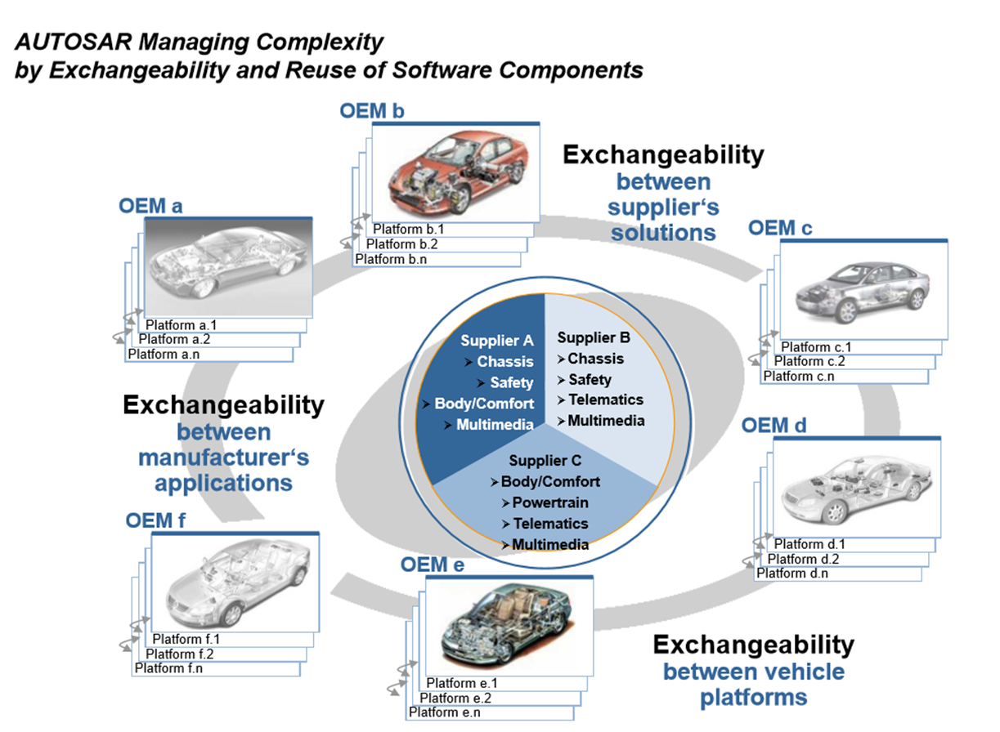 AUTOSAR Managing Complexity
by Exchangeability and Reuse of Software Components
OEM b
Platform b.1
Platform b.2
Platform b.n
Exchangeability
between
supplier‘s
solutions
OEM a
Platform a.1
Platform a.2
Platform a.n
OEM c
Platform c.1
Platform c.2
Platform c.n
Supplier A
➢ Chassis
➢ Safety
➢ Body/Comfort
➢ Multimedia
Supplier B
➢ Chassis
➢ Safety
➢ Telematics
➢ Multimedia
Supplier C
➢ Body/Comfort
➢ Powertrain
➢ Telematics
➢ Multimedia
Exchangeability
between
manufacturer‘s
applications
OEM d
Platform d.1
Platform d.2
Platform d.n
OEM f
Platform f.1
Platform f.2
Platform f.n
OEM e
Platform e.1
Platform e.2
Platform e.n
Exchangeability
between vehicle
platforms